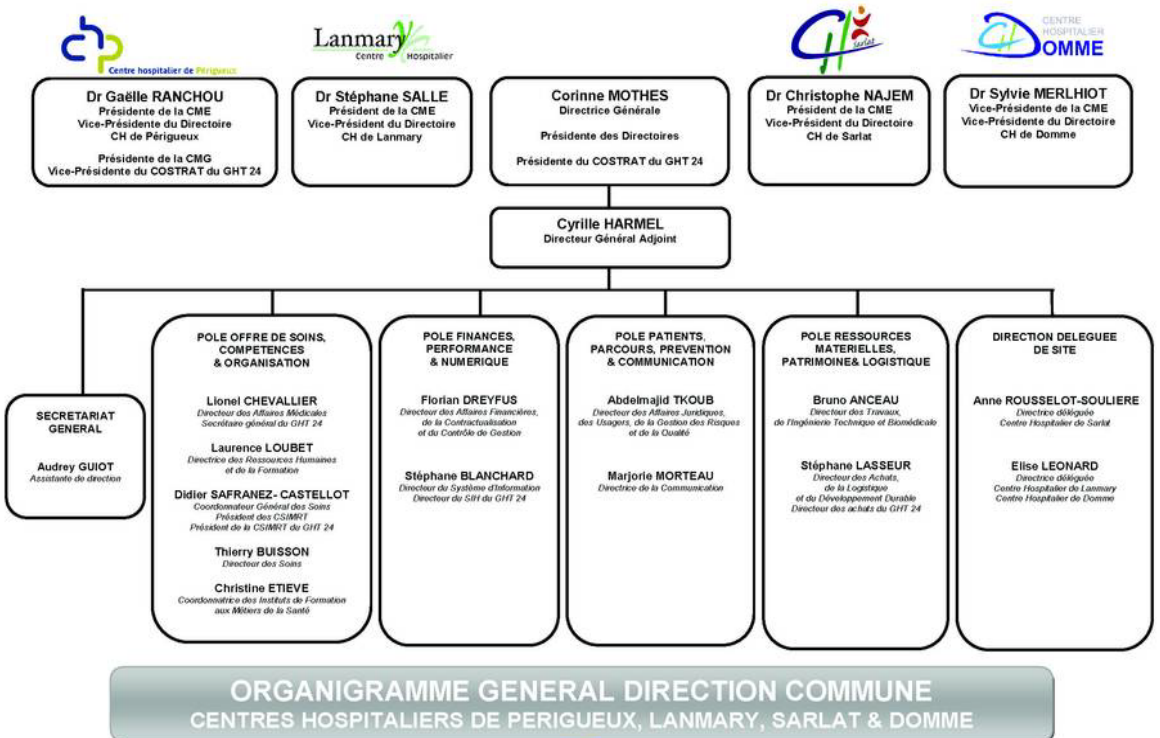 chp
Centre hospitalier de Périgueux
Lanmary
Centre Hospitalier
CH sarlat
CENTRE
HOSPITALIER
DOMME
Dr Gaëlle RANCHOU
Présidente de la CME
Vice-Présidente du Directoire
CH de Périgueux
Présidente de la CMG
Vice-Présidente du COSTRAT du GHT 24
Dr Stéphane SALLE
Président de la CME
Vice-Président du Directoire
CH de Lanmary
Corinne MOTHES
Directrice Générale
Présidente des Directoires
Présidente du COSTRAT du GHT 24
Dr Christophe NAJEM
Président de la CME
Vice-Président du Directoire
CH de Sarlat
Dr Sylvie MERLHIOT
Vice-Présidente de la CME
Vice-Présidente du Directoire
CH de Domme
Cyrille HARMEL
Directeur Général Adjoint
SECRETARIAT
GENERAL
Audrey GUIOT
Assistante de direction
POLE OFFRE DE SOINS,
COMPETENCES
& ORGANISATION
Lionel CHEVALLIER
Directeur des Affaires Médicales
Secrétaire général du GHT 24
Laurence LOUBET
Directrice des Ressources Humaines
et de la Formation
Didier SAFRANEZ- CASTELLOT
Coordonnateur Général des Soins
Président des CSIMRT
Président de la CSIMRT du GHT 24
Thierry BUISSON
Directeur des Soins
Christine ETIEVE
Coordonnatrice des Instituts de Formation
aux Métiers de la Santé
POLE FINANCES,
PERFORMANCE
& NUMERIQUE
Florian DREYFUS
Directeur des Affaires Financières,
de la Contractualisation
et du Contrôle de Gestion
Stéphane BLANCHARD
Directeur du Système d'Information
Directeur du SIH du GHT 24
POLE PATIENTS,
PARCOURS, PREVENTION
& COMMUNICATION
Abdelmajid TKOUB
Directeur des Affaires Juridiques,
des Usagers, de la Gestion des Risques
et de la Qualité
Marjorie MORTEAU
Directrice de la Communication
POLE RESSOURCES
MATERIELLES,
PATRIMOINE& LOGISTIQUE
Bruno ANCEAU
Directeur des Travaux,
de l'Ingénierie Technique et Biomédicale
Stéphane LASSEUR
Directeur des Achats,
de la Logistique
et du Développement Durable
Directeur des achats du GHT 24
DIRECTION DELEGUEE
DE SITE
Anne ROUSSELOT-SOULIERE
Directrice déléguée
Centre Hospitalier de Sarlat
Elise LEONARD
Directrice déléguée
Centre Hospitalier de Lanmary
Centre Hospitalier de Domme
ORGANIGRAMME GENERAL DIRECTION COMMUNE
CENTRES HOSPITALIERS DE PERIGUEUX, LANMARY, SARLAT & DOMME